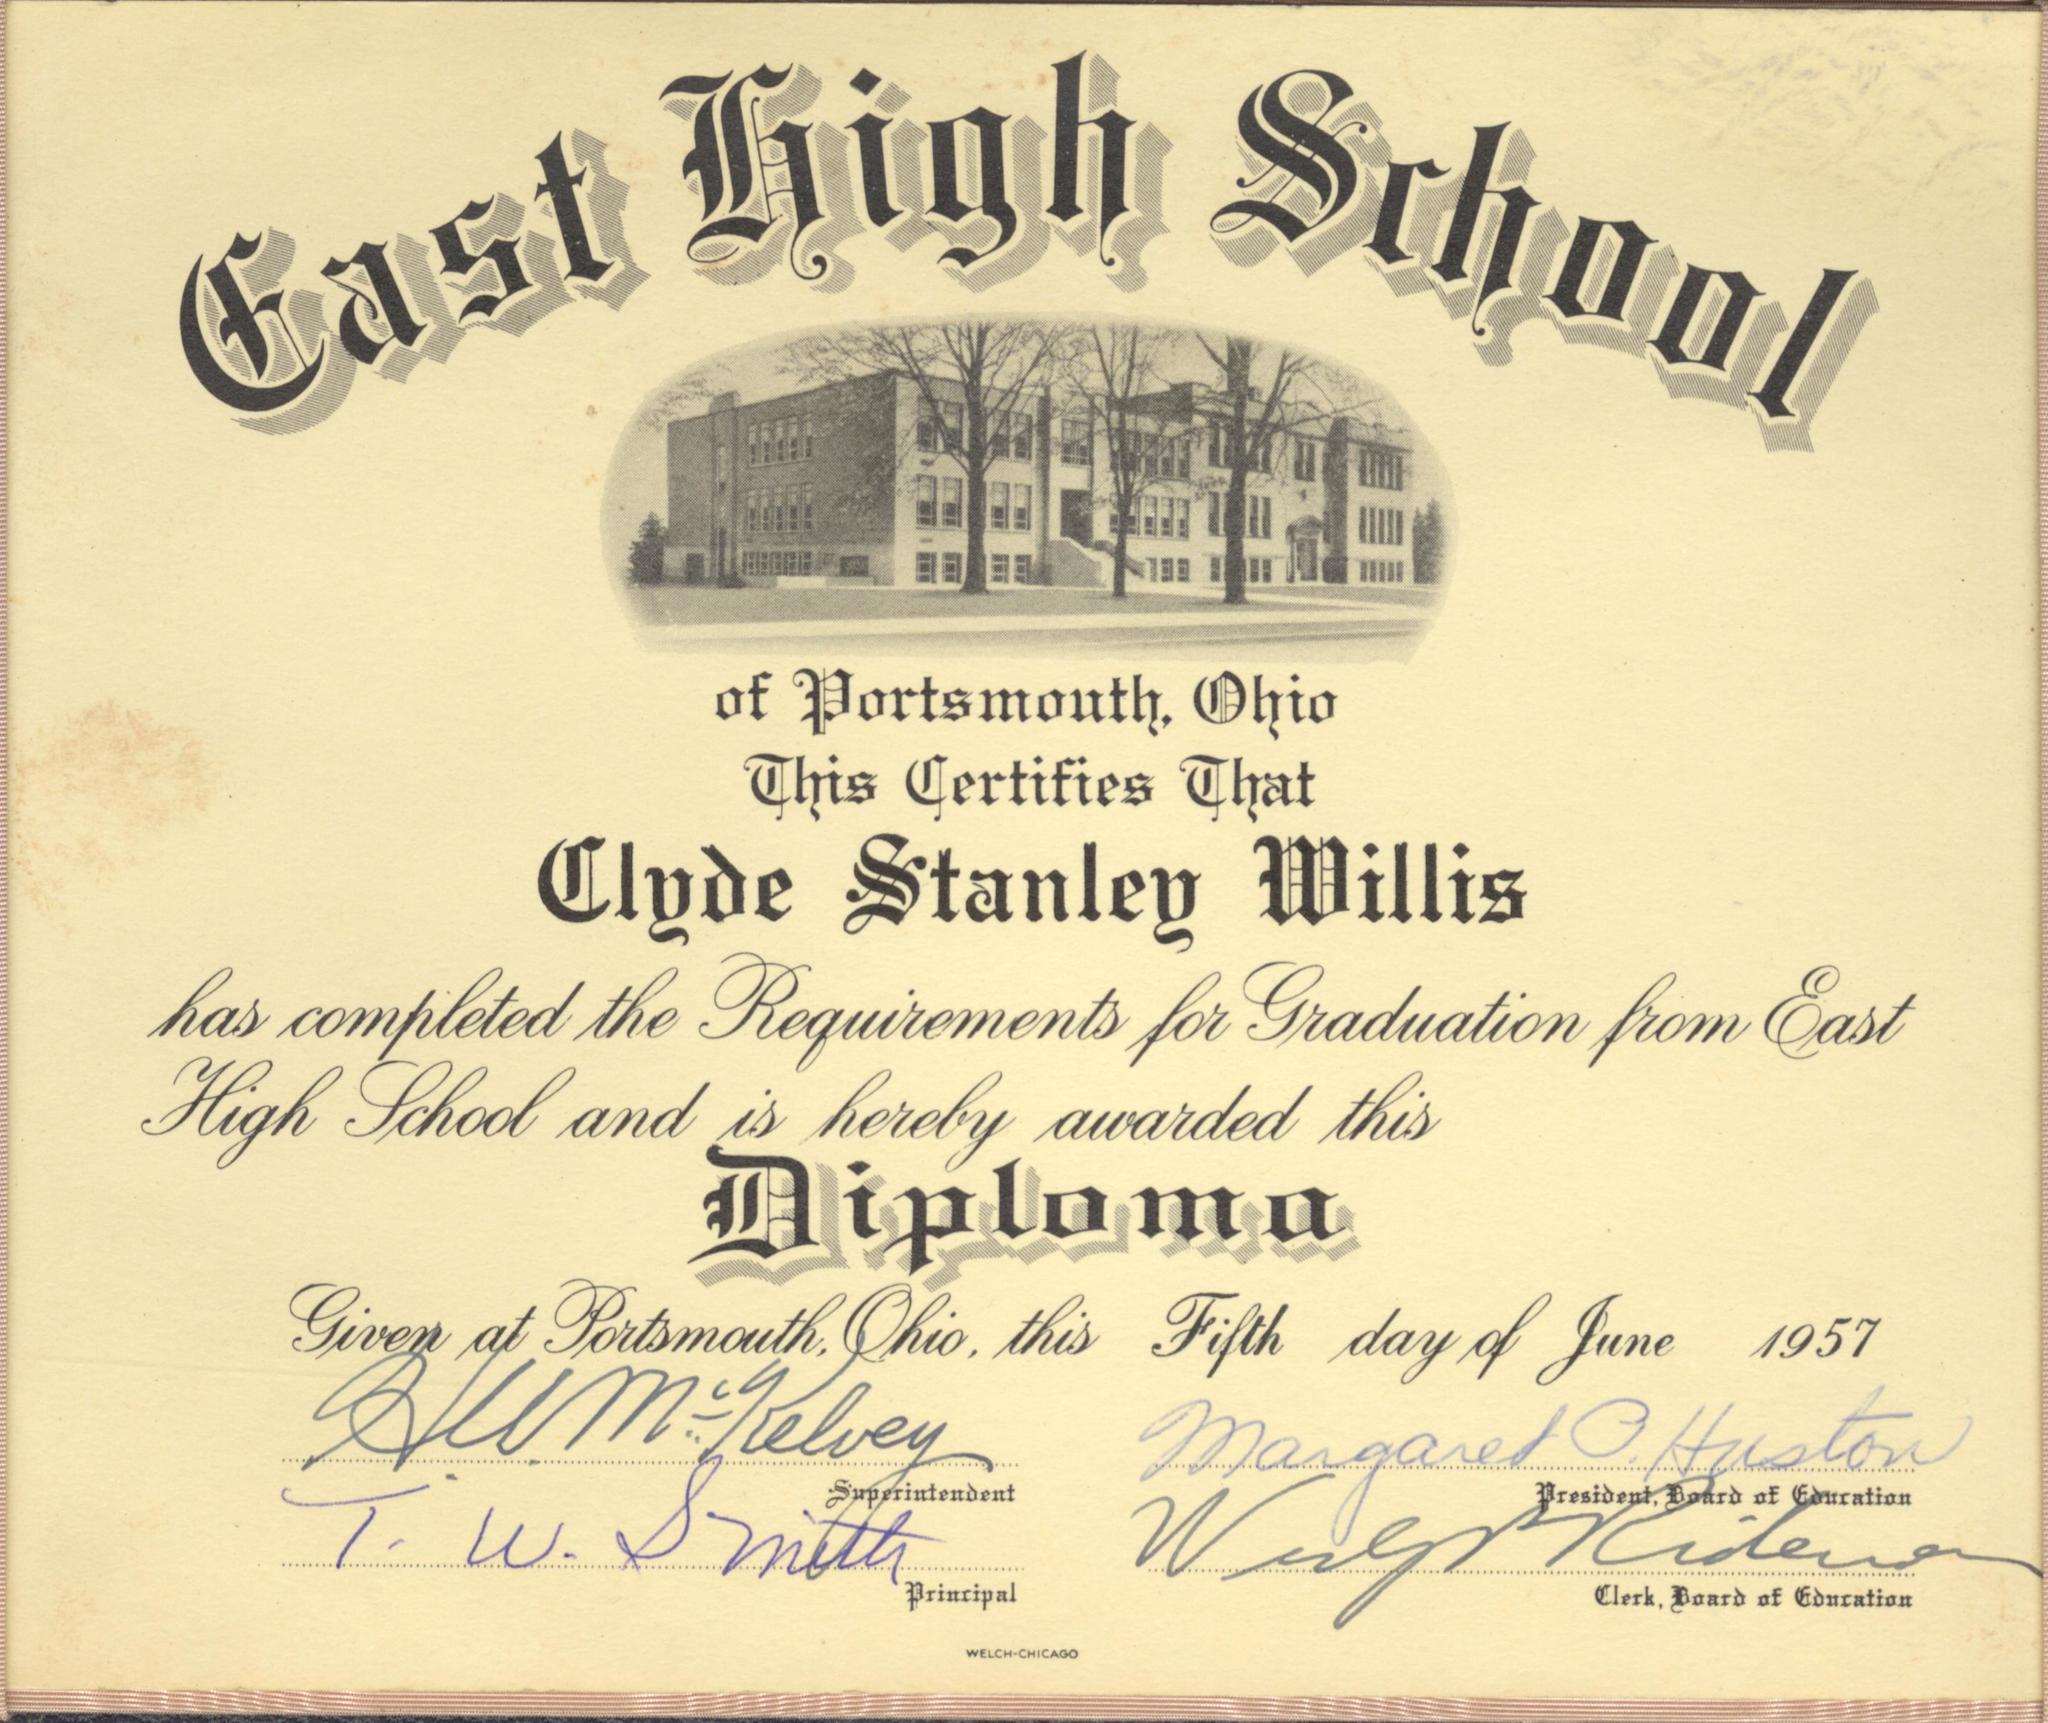 East High School
of Portsmouth, Ohio
This Certifies That
Clyde Stanley Willis
has completed the Requirements for Graduation from East
High School and is hereby awarded this
Diploma
Given at Portsmouth, Ohio, this Fifth day of June 1957
H. W. McKelvey
Superintendent
Margaret C. Huston
President, Board of Education
T. W. Smith
Principal
Clerk, Board of Education
WELCH-CHICAGO